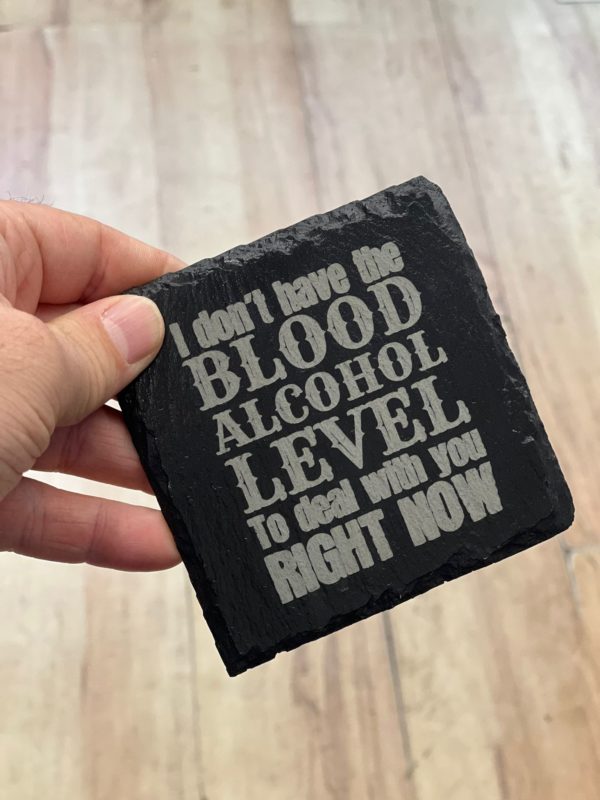 I don't have the
BLOOD
ALCOHOL
LEVEL
To deal with you
RIGHT NOW